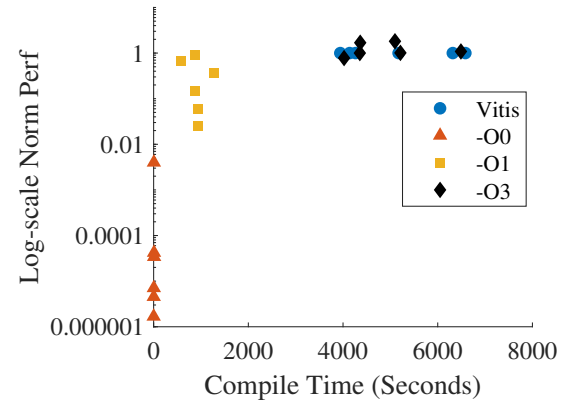 Log-scale Norm Perf
1
0.01
0.0001
0.000001
0
2000
4000
6000
8000
Compile Time (Seconds)
Vitis
-O0
-O1
-O3